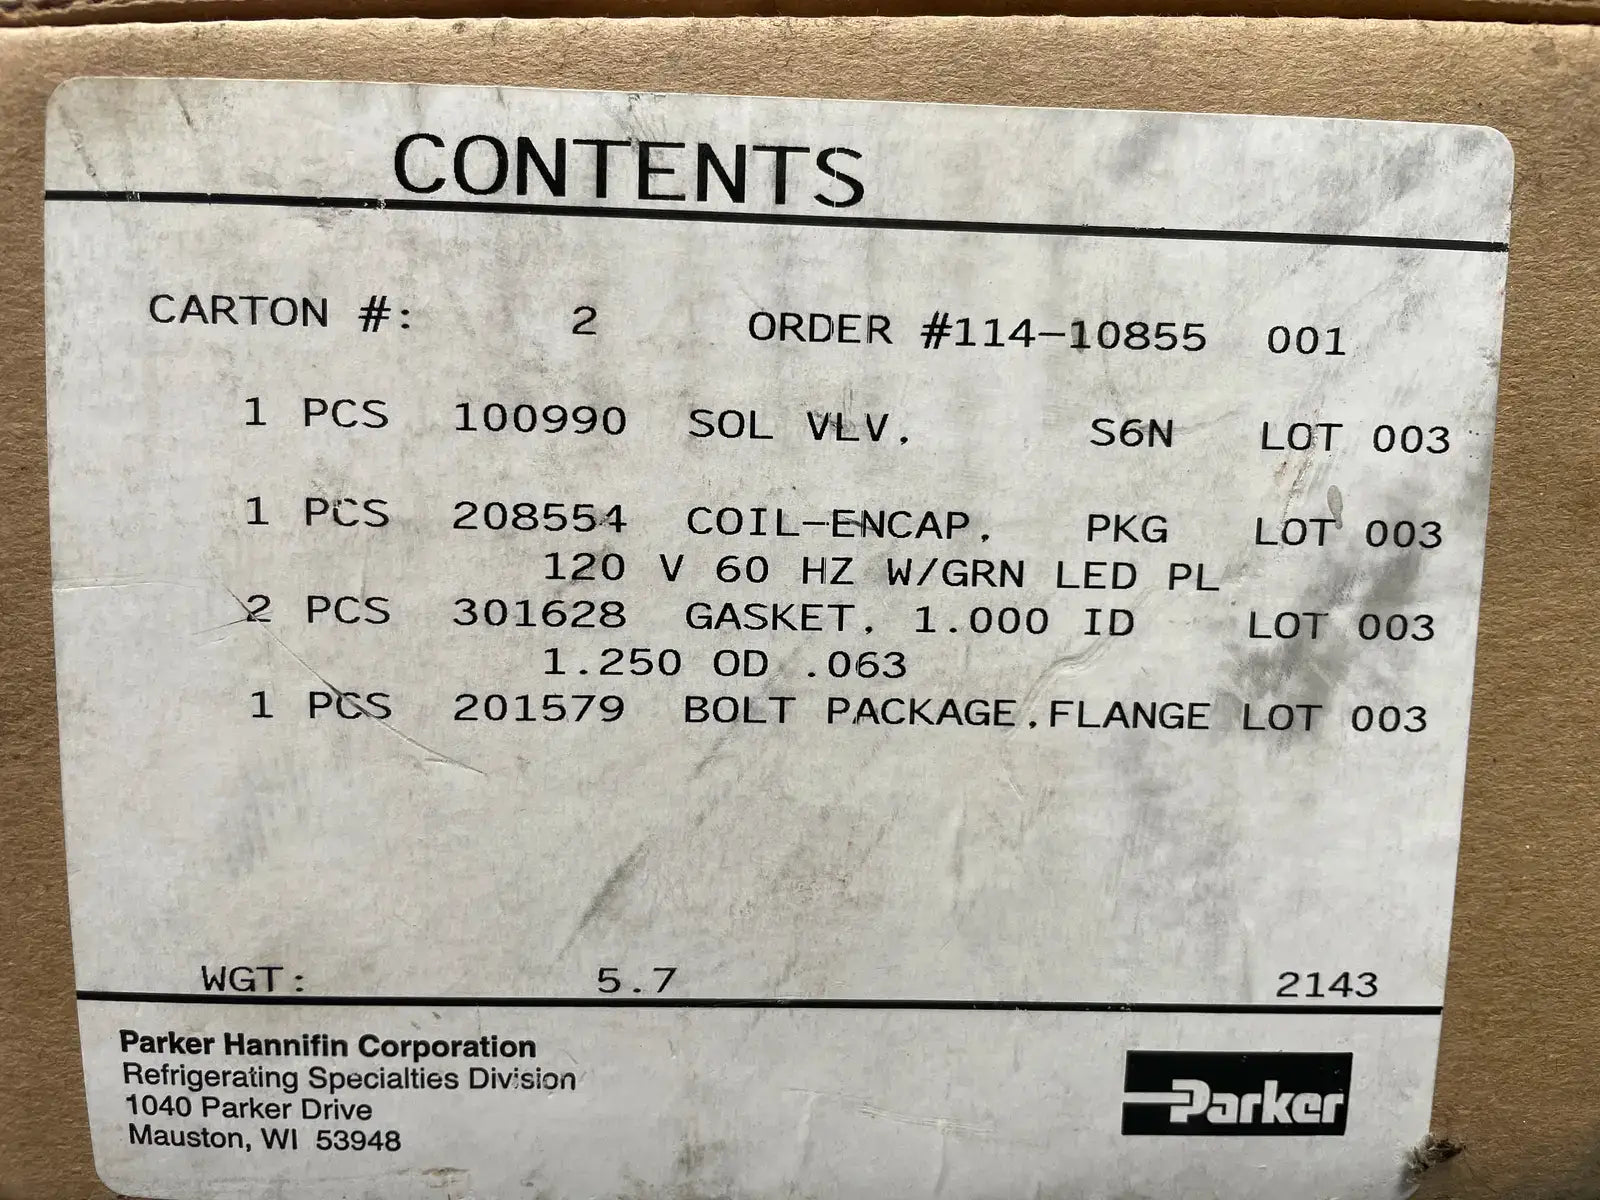 CONTENTS
CARTON #: 2 ORDER #114-10855 001
1 PCS 100990 SOL VLV. S6N LOT 003
1 PCS 208554 COIL-ENCAP. PKG LOT 003
120 V 60 HZ W/GRN LED PL
2 PCS 301628 GASKET. 1.000 ID LOT 003
1.250 OD .063
1 PCS 201579 BOLT PACKAGE.FLANGE LOT 003
WGT: 5.7 2143
Parker Hannifin Corporation
Refrigerating Specialties Division
1040 Parker Drive
Mauston, WI 53948
Parker